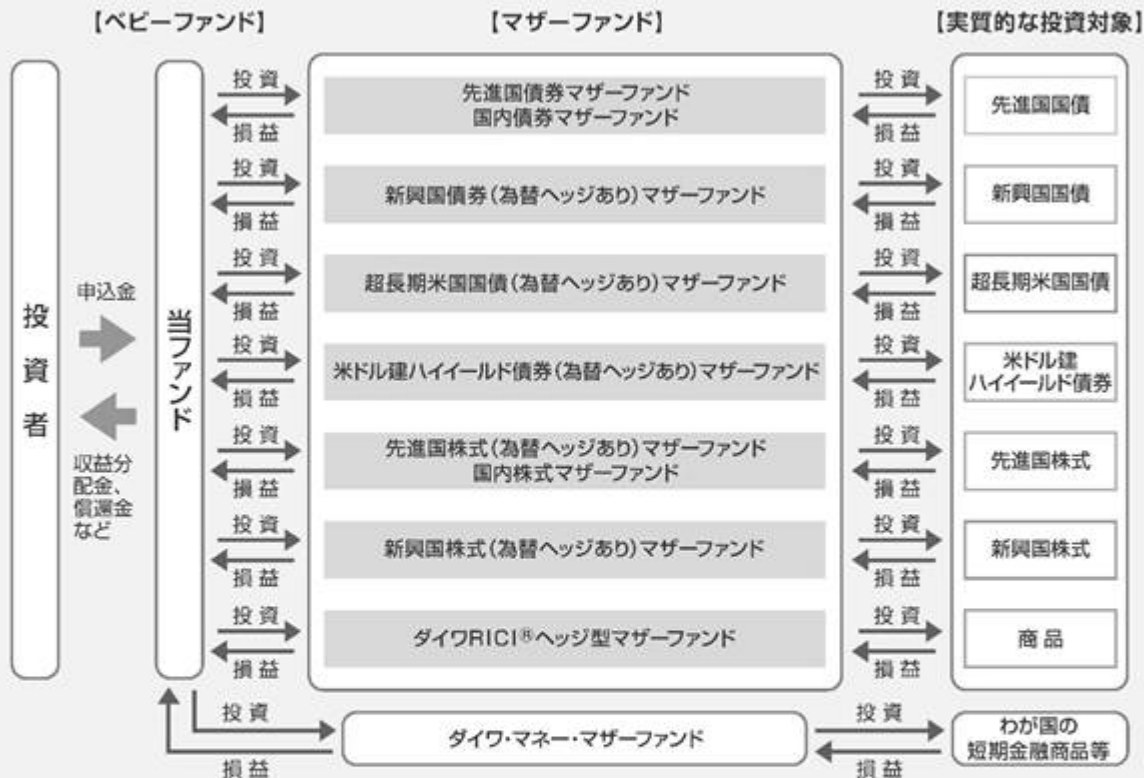 【ベビーファンド】
【マザーファンド】
【実質的な投資対象】
投資者
申込金
収益分
配金、
償還金
など
当ファンド
投資
損益
先進国債券マザーファンド
国内債券マザーファンド
投資
損益
先進国国債
投資
損益
新興国債券(為替ヘッジあり)マザーファンド
投資
損益
新興国国債
投資
損益
超長期米国国債(為替ヘッジあり)マザーファンド
投資
損益
超長期米国国債
投資
損益
米ドル建ハイイールド債券(為替ヘッジあり)マザーファンド
投資
損益
米ドル建
ハイイールド債券
投資
損益
先進国株式(為替ヘッジあり)マザーファンド
国内株式マザーファンド
投資
損益
先進国株式
投資
損益
新興国株式(為替ヘッジあり)マザーファンド
投資
損益
新興国株式
投資
損益
ダイワRICI®ヘッジ型マザーファンド
投資
損益
商品
投資
損益
ダイワ・マネー・マザーファンド
投資
損益
わが国の
短期金融商品等